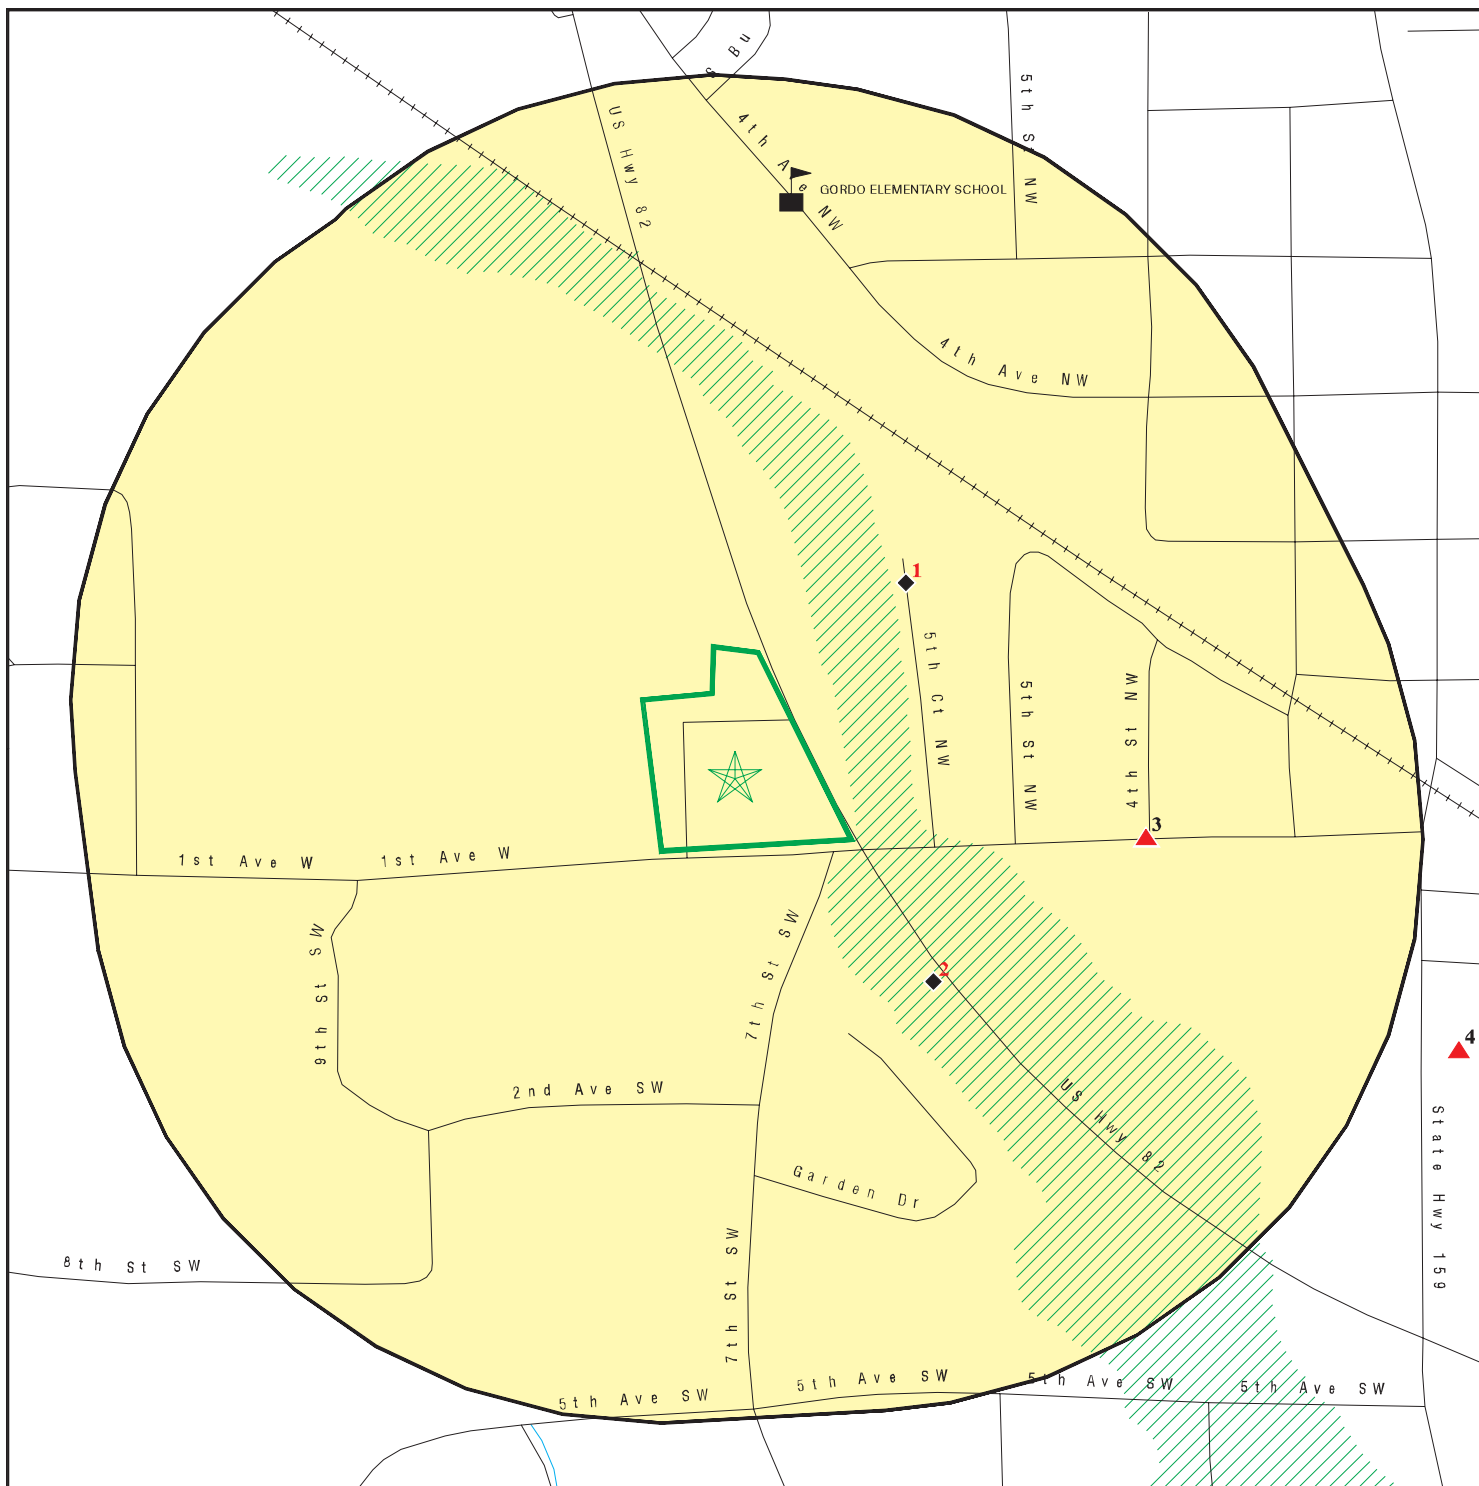 S Bu
5th St NW
US Hwy 82
4th Ave NW
GORDO ELEMENTARY SCHOOL
4th Ave NW
1
5th Ct NW
5th St NW
4th St NW
3
1st Ave W
1st Ave W
9th St SW
7th St SW
2
4
US Hwy 82
2nd Ave SW
Garden Dr
State Hwy 159
8th St SW
7th St SW
5th Ave SW
5th Ave SW
5th Ave SW
5th Ave SW